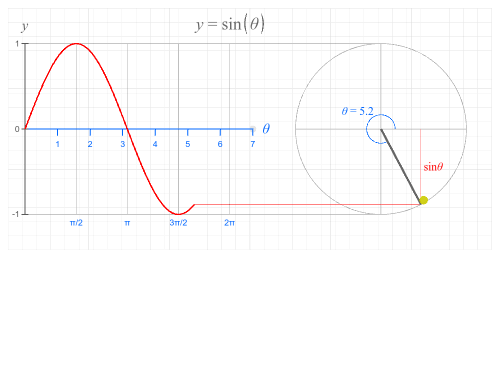 y = sin(θ)
y
1
θ = 5.2
0
θ
1 2 3 4 5 6 7
sinθ
-1
π/2 π 3π/2 2π